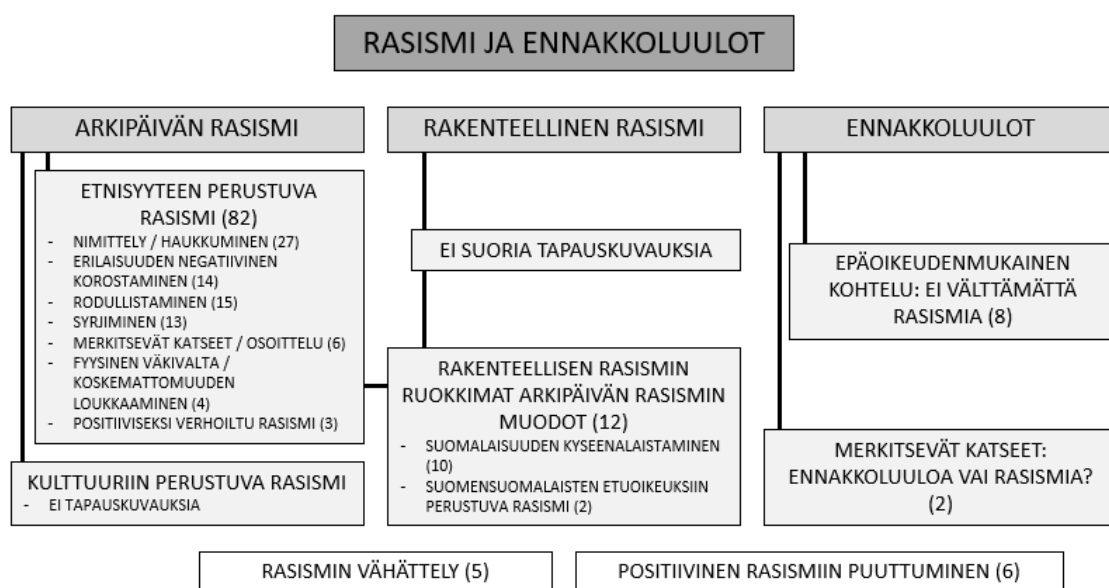 RASISMI JA ENNAKKOLUULOT
ARKIPÄIVÄN RASISMI
ETNISYYTEEN PERUSTUVA
RASISMI (82)
- NIMITTELY / HAUKKUMINEN (27)
- ERILAISUUDEN NEGATIIVINEN
KOROSTAMINEN (14)
- RODULLISTAMINEN (15)
- SYRJIMINEN (13)
- MERKITSEVÄT KATSEET / OSOITTELU (6)
- FYYSINEN VÄKIVALTA /
KOSKEMATTOMUUDEN
LOUKKAAMINEN (4)
- POSITIIVISEKSI VERHOILTU RASISMI (3)
KULTTUURIIN PERUSTUVA RASISMI
- EI TAPAUSKUVAUKSIA
RAKENTEELLINEN RASISMI
EI SUORIA TAPAUSKUVAUKSIA
RAKENTEELLISEN RASISMIN
RUOKKIMAT ARKIPÄIVÄN RASISMIN
MUODOT (12)
- SUOMALAISUUDEN KYSEENALAISTAMINEN
(10)
- SUOMENSUOMALAISTEN ETUOIKEUKSIIN
PERUSTUVA RASISMI (2)
ENNAKKOLUULOT
EPÄOIKEUDENMUKAINEN
KOHTELU: EI VÄLTTÄMÄTTÄ
RASISMIA (8)
MERKITSEVÄT KATSEET:
ENNAKKOLUULOA VAI RASISMIA?
(2)
RASISMIN VÄHÄTTELY (5)
POSITIIVINEN RASISMIIN PUUTTUMINEN (6)